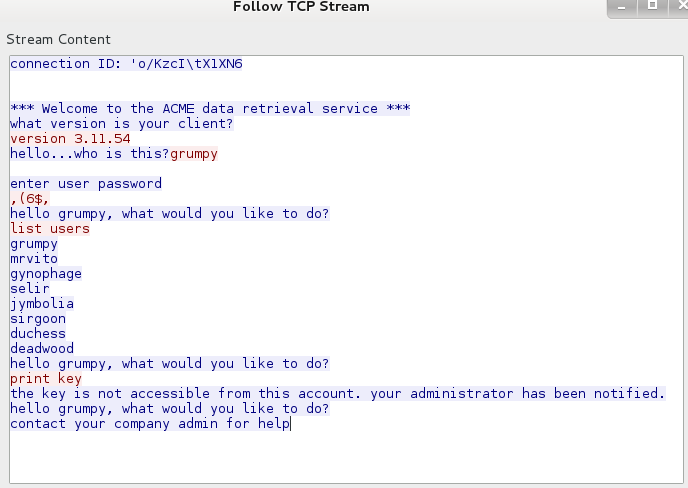 Follow TCP Stream
Stream Content
connection ID: 'o/KzcI\tX1XN6
*** Welcome to the ACME data retrieval service ***
what version is your client?
version 3.11.54
hello...who is this?grumpy
enter user password
,(6$,
hello grumpy, what would you like to do?
list users
grumpy
mrvito
gynophage
selir
jymbolia
sirgoon
duchess
deadwood
hello grumpy, what would you like to do?
print key
the key is not accessible from this account. your administrator has been notified.
hello grumpy, what would you like to do?
contact your company admin for help